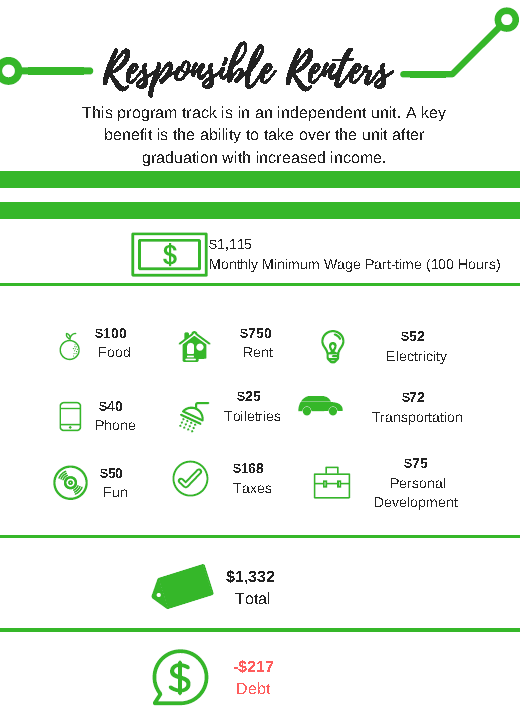 Responsible Renters
This program track is in an independent unit. A key
benefit is the ability to take over the unit after
graduation with increased income.
$
$1,115
Monthly Minimum Wage Part-time (100 Hours)
$100
Food
$750
Rent
$52
Electricity
$40
Phone
$25
Toiletries
$72
Transportation
$50
Fun
$168
Taxes
$75
Personal
Development
$1,332
Total
$
-$217
Debt